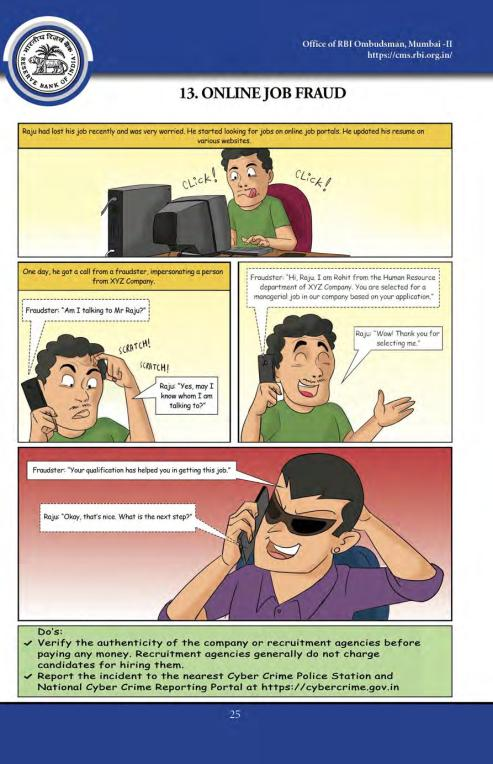 भारतीय रिज़र्व बैंक
RESERVE BANK OF INDIA
Office of RBI Ombudsman, Mumbai -II
https://cms.rbi.org.in/
13. ONLINE JOB FRAUD
Raju had lost his job recently and was very worried. He started looking for jobs on online job portals. He updated his resume on
various websites.
CLick!
CLick!
One day, he got a call from a fraudster, impersonating a person
from XYZ Company.
Fraudster: "Am I talking to Mr Raju?"
SCRATCH!
SCRATCH!
Raju: "Yes, may I
know whom I am
talking to?"
Fraudster: "Hi, Raju. I am Rohit from the Human Resource
department of XYZ Company. You are selected for a
managerial job in our company based on your application."
Raju: "Wow! Thank you for
selecting me."
Fraudster: "Your qualification has helped you in getting this job."
Raju: "Okay, that's nice. What is the next step?"
Do's:
✓ Verify the authenticity of the company or recruitment agencies before
paying any money. Recruitment agencies generally do not charge
candidates for hiring them.
✓ Report the incident to the nearest Cyber Crime Police Station and
National Cyber Crime Reporting Portal at https://cybercrime.gov.in
25